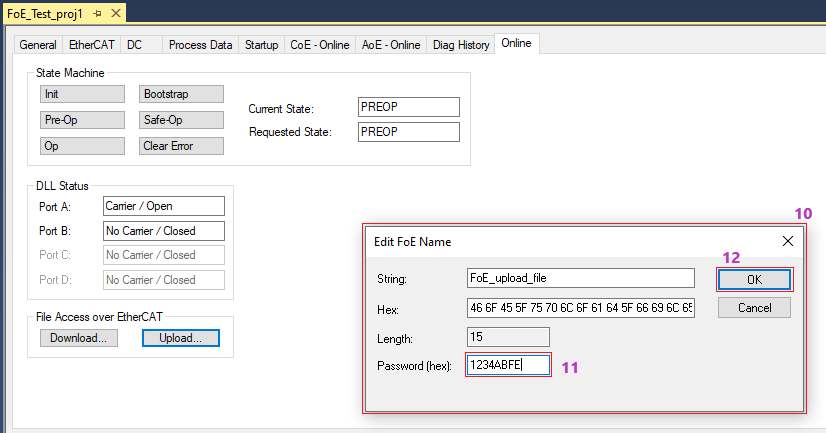 FoE_Test_proj1
General EtherCAT DC Process Data Startup CoE - Online AoE - Online Diag History Online
State Machine
Init Bootstrap
Pre-Op Safe-Op
Op Clear Error
Current State: PREOP
Requested State: PREOP
DLL Status
Port A: Carrier / Open
Port B: No Carrier / Closed
Port C: No Carrier / Closed
Port D: No Carrier / Closed
File Access over EtherCAT
Download... Upload...
10
Edit FoE Name
12
String: FoE_upload_file OK
Hex: 46 6F 45 5F 75 70 6C 6F 61 64 5F 66 69 6C 65 Cancel
Length: 15
Password (hex): 1234ABFE 11